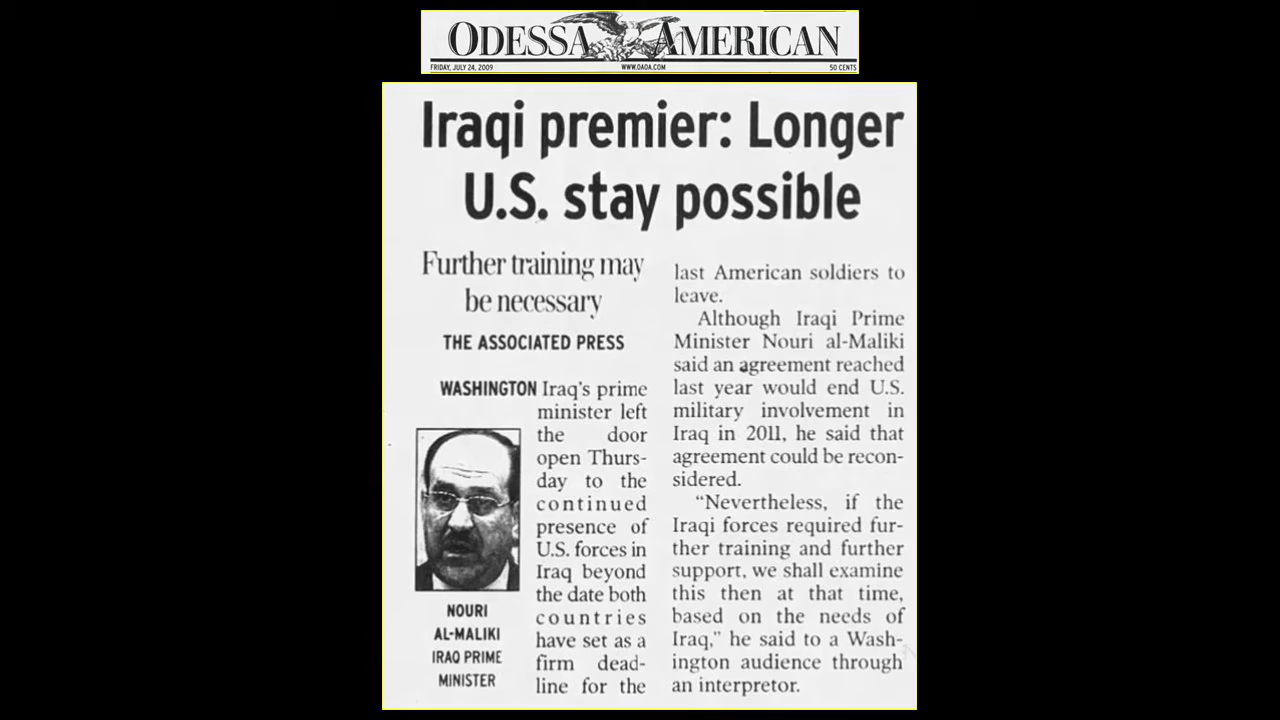 ODESSA AMERICAN
FRIDAY, JULY 24, 2009 WWW.OAOA.COM 50 CENTS
Iraqi premier: Longer
U.S. stay possible
Further training may
be necessary
THE ASSOCIATED PRESS
WASHINGTON Iraq's prime
minister left
the door
open Thurs-
day to the
continued
presence of
U.S. forces in
Iraq beyond
the date both
countries
have set as a
firm dead-
line for the
NOURI
AL-MALIKI
IRAQ PRIME
MINISTER
last American soldiers to
leave.
Although Iraqi Prime
Minister Nouri al-Maliki
said an agreement reached
last year would end U.S.
military involvement in
Iraq in 2011, he said that
agreement could be recon-
sidered.
"Nevertheless, if the
Iraqi forces required fur-
ther training and further
support, we shall examine
this then at that time,
based on the needs of
Iraq," he said to a Wash-
ington audience through
an interpretor.